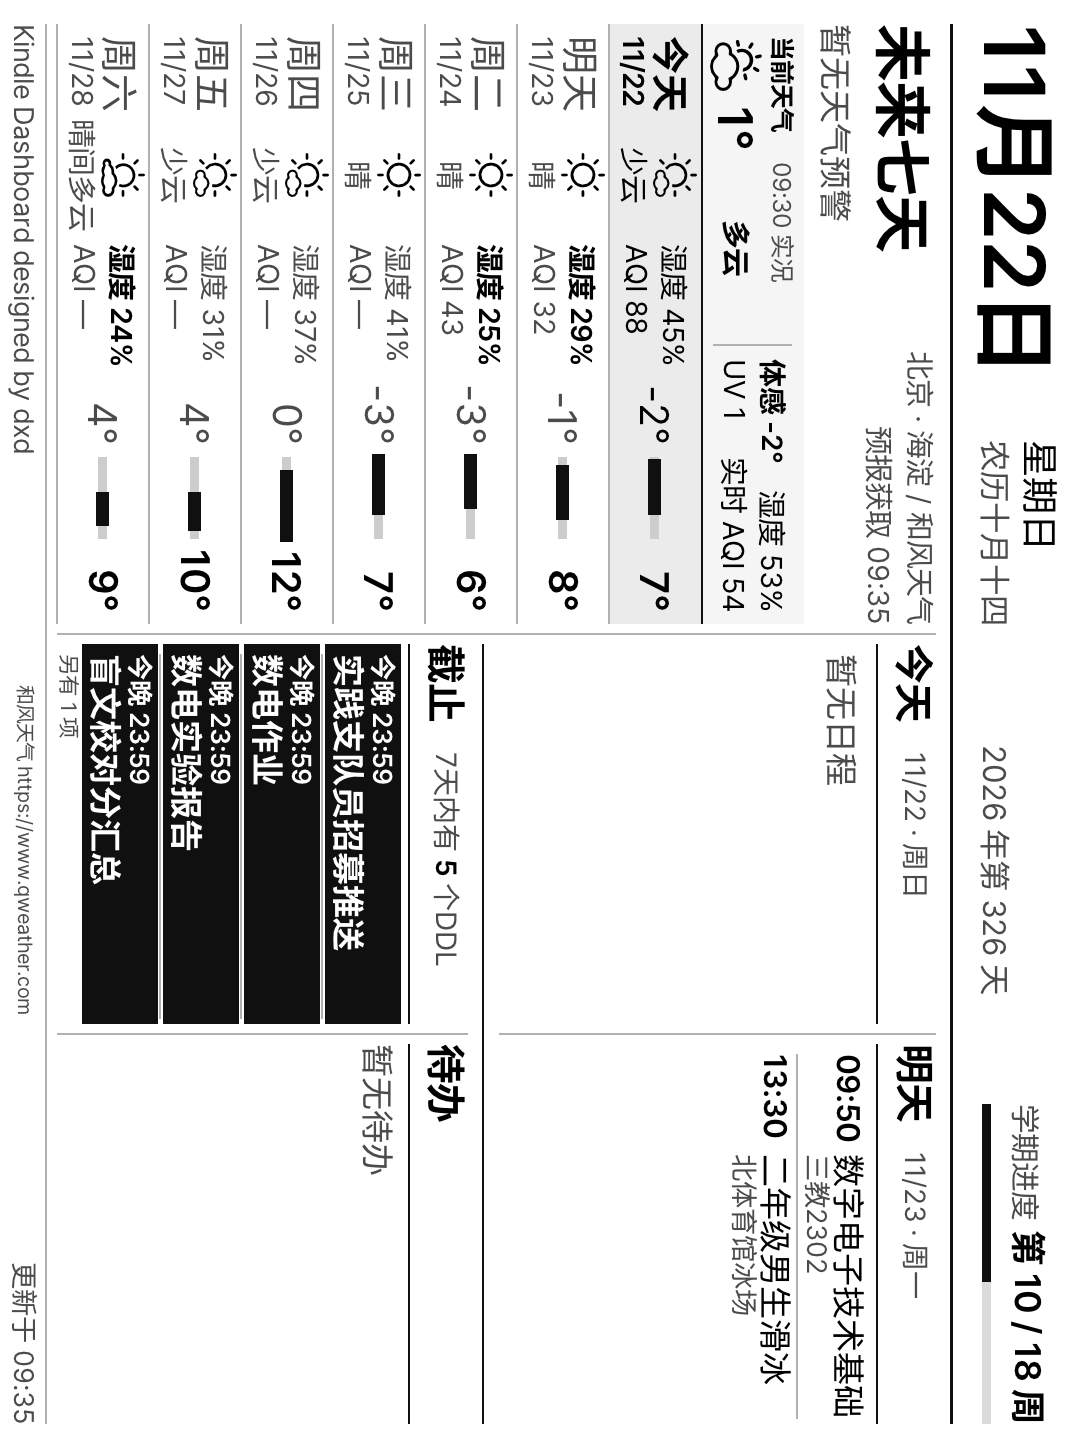 11月22日
星期日
农历十月十四
2026 年第 326 天
学期进度 第 10 / 18 周
未来七天
北京 · 海淀 / 和风天气
预报获取 09:35
暂无天气预警
当前天气 09:30 实况
1° 多云
体感 -2° 湿度 53%
UV 1 实时 AQI 54
今天 11/22 少云 湿度 45% AQI 88 -2° 7°
明天 11/23 晴 湿度 29% AQI 32 -1° 8°
周二 11/24 晴 湿度 25% AQI 43 -3° 6°
周三 11/25 晴 湿度 41% AQI — -3° 7°
周四 11/26 少云 湿度 37% AQI — 0° 12°
周五 11/27 少云 湿度 31% AQI — 4° 10°
周六 11/28 晴间多云 湿度 24% AQI — 4° 9°
今天 11/22 · 周日
暂无日程
明天 11/23 · 周一
09:50 数字电子技术基础
三教2302
13:30 二年级男生滑冰
北体育馆冰场
截止 7天内有 5 个DDL
今晚 23:59
实践支队员招募推送
今晚 23:59
数电作业
今晚 23:59
数电实验报告
今晚 23:59
盲文校对分汇总
另有 1 项
待办
暂无待办
Kindle Dashboard designed by dxd
和风天气 https://www.qweather.com
更新于 09:35